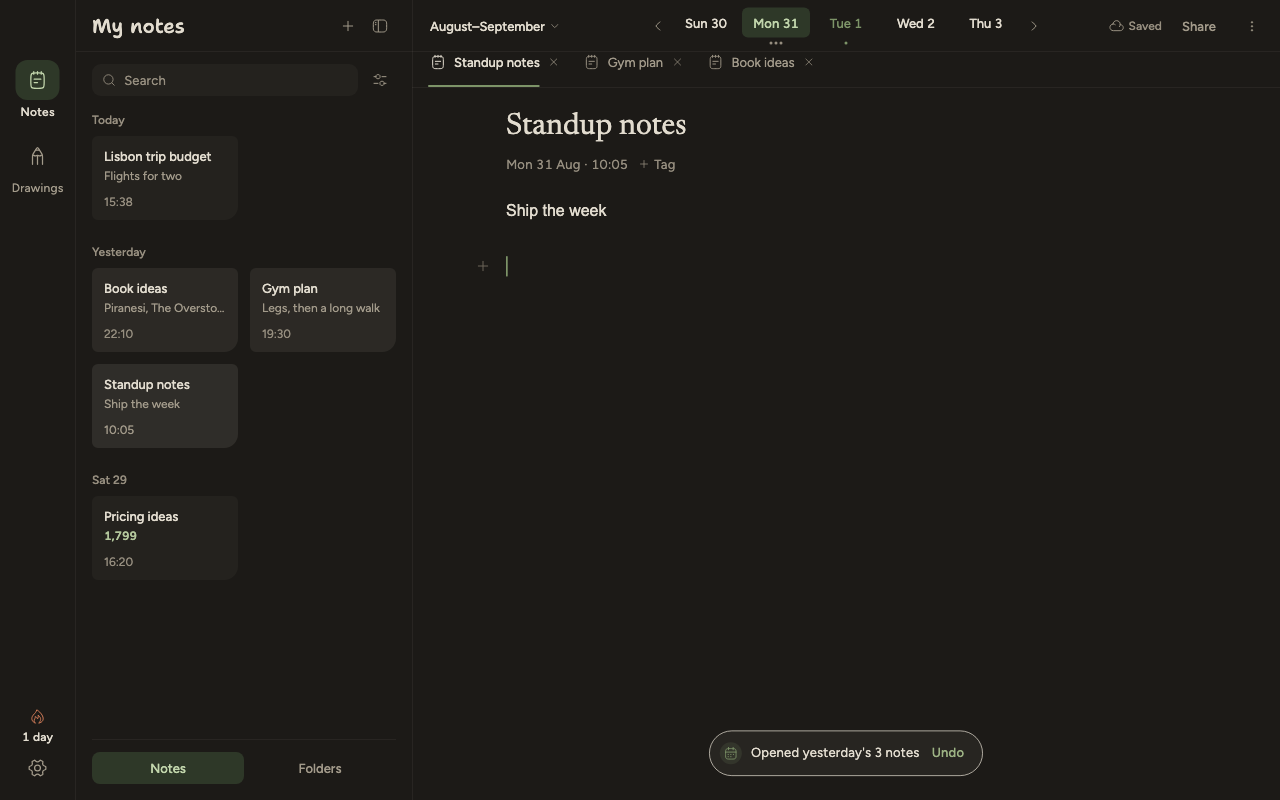 My notes
August–September
Sun 30
Mon 31
Tue 1
Wed 2
Thu 3
Saved
Share
Notes
Drawings
Search
Standup notes
Gym plan
Book ideas
Today
Lisbon trip budget
Flights for two
15:38
Yesterday
Book ideas
Piranesi, The Oversto...
22:10
Gym plan
Legs, then a long walk
19:30
Standup notes
Ship the week
10:05
Sat 29
Pricing ideas
1,799
16:20
Standup notes
Mon 31 Aug · 10:05
Tag
Ship the week
1 day
Notes
Folders
Opened yesterday's 3 notes
Undo